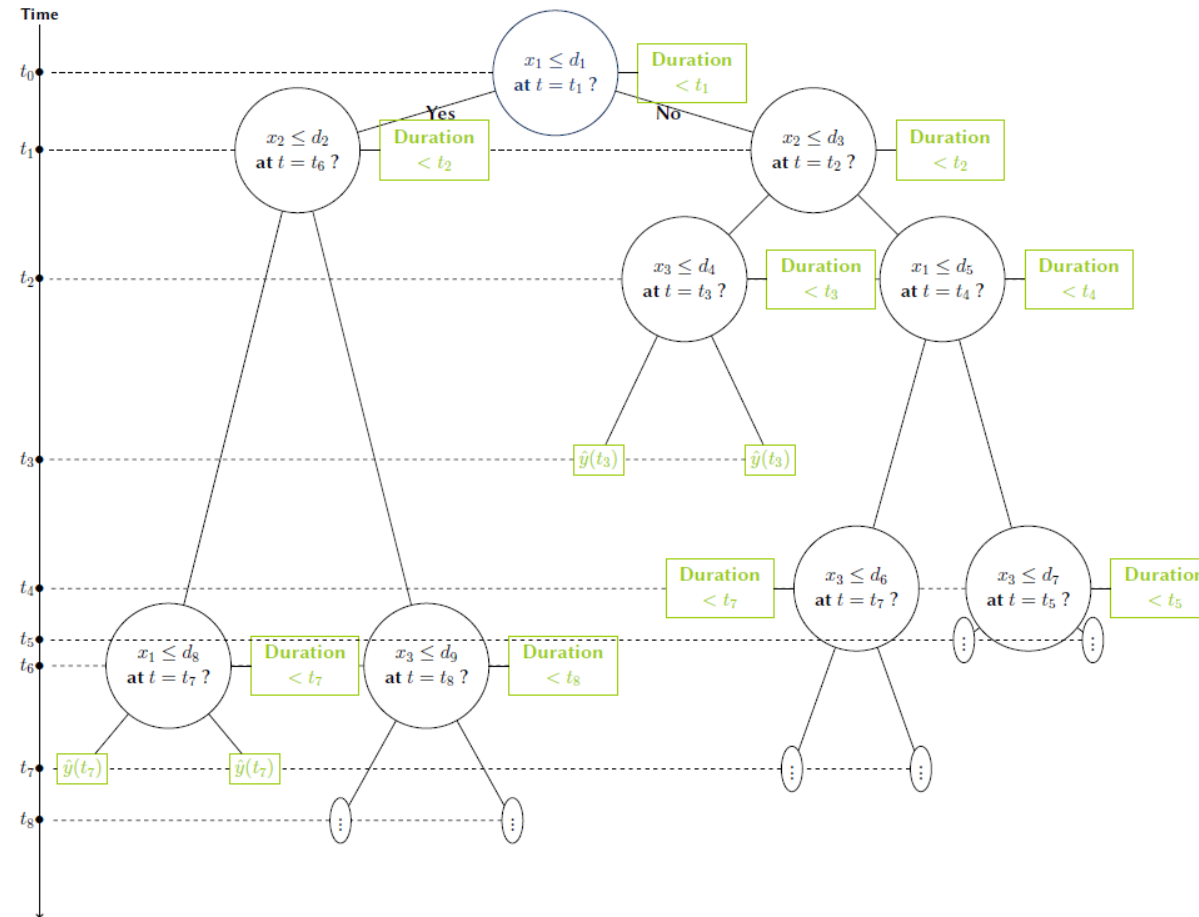 Time
x₁ ≤ d₁
at t = t₁ ?
Duration
< t₁
t₀
Yes
No
x₂ ≤ d₂
at t = t₆ ?
Duration
< t₂
x₂ ≤ d₃
at t = t₂ ?
Duration
< t₂
t₁
x₃ ≤ d₄
at t = t₃ ?
Duration
< t₃
x₁ ≤ d₅
at t = t₄ ?
Duration
< t₄
t₂
t₃
ŷ(t₃)
ŷ(t₃)
t₄
Duration
< t₇
x₃ ≤ d₆
at t = t₇ ?
x₃ ≤ d₇
at t = t₅ ?
Duration
< t₅
t₅
⋮
⋮
t₆
x₁ ≤ d₈
at t = t₇ ?
Duration
< t₇
x₃ ≤ d₉
at t = t₈ ?
Duration
< t₈
t₇
ŷ(t₇)
ŷ(t₇)
⋮
⋮
t₈
⋮
⋮